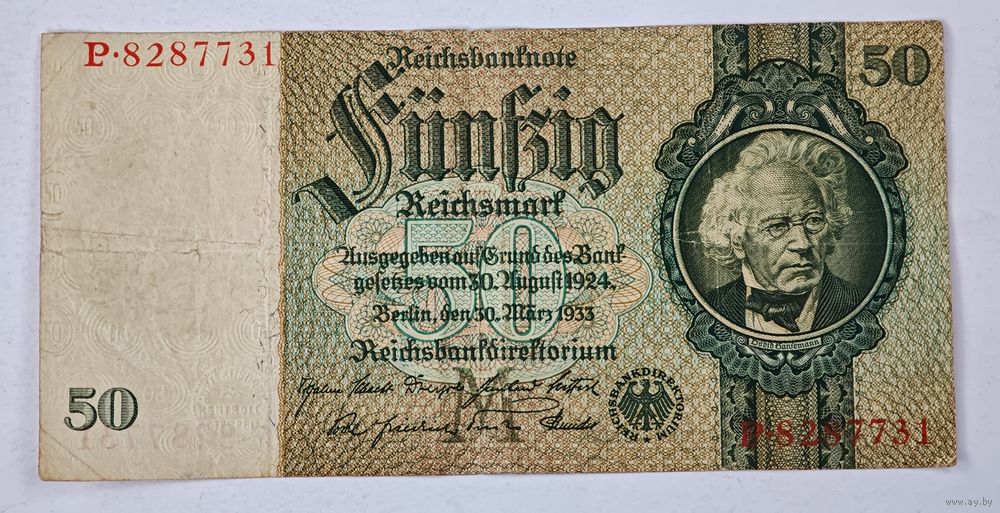 P·8287731
Reichsbanknote
50
Fünfzig
Reichsmark
50
Ausgegeben auf Grund des Bank-
gesetzes vom 30. August 1924.
Berlin, den 30. März 1933
Reichsbankdirektorium
David Hansemann
50
M
REICHSBANKDIREKTORIUM
P·8287731
www.ay.by